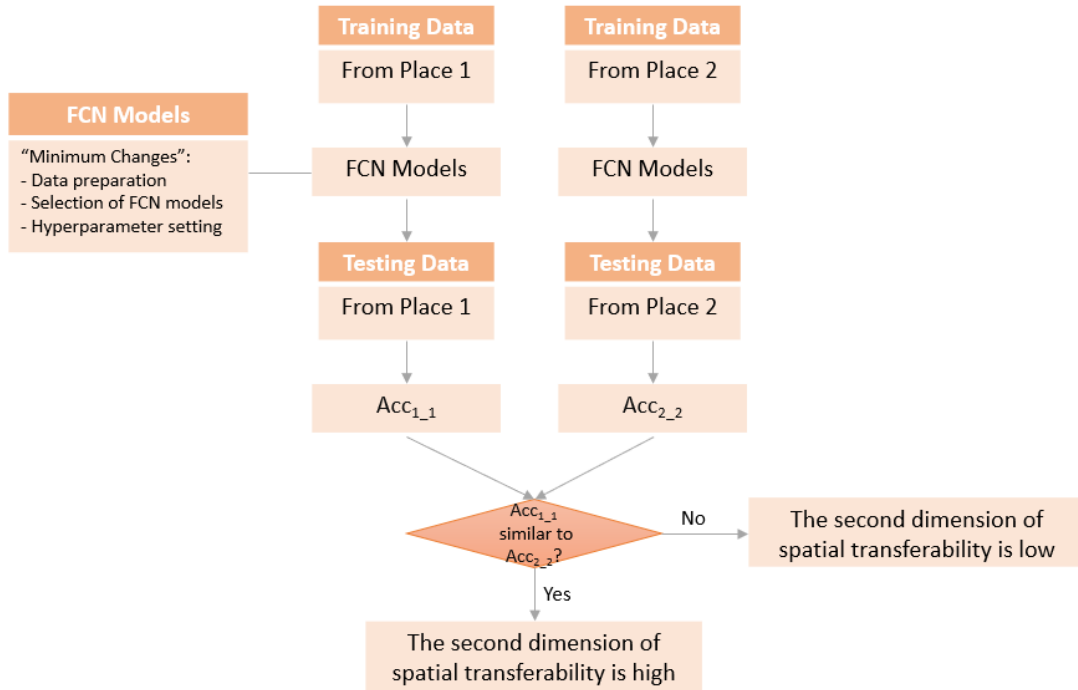 Training Data
From Place 1
Training Data
From Place 2
FCN Models
“Minimum Changes”:
- Data preparation
- Selection of FCN models
- Hyperparameter setting
FCN Models
FCN Models
Testing Data
From Place 1
Testing Data
From Place 2
Acc1_1
Acc2_2
Acc1_1
similar to
Acc2_2?
No
The second dimension of
spatial transferability is low
Yes
The second dimension of
spatial transferability is high